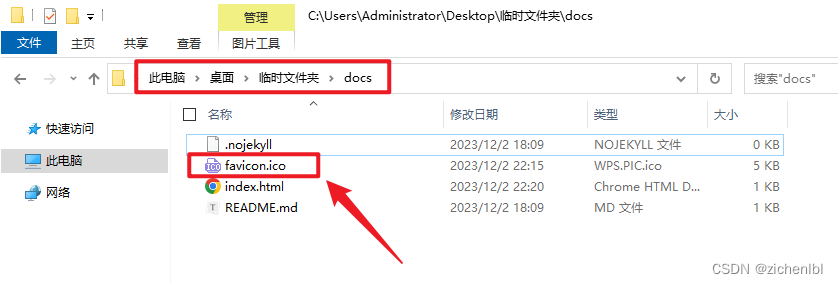 管理
C:\Users\Administrator\Desktop\临时文件夹\docs
文件 主页 共享 查看 图片工具
此电脑 桌面 临时文件夹 docs 搜索"docs"
名称 修改日期 类型 大小
快速访问
此电脑
网络
.nojekyll 2023/12/2 18:09 NOJEKYLL 文件 0 KB
favicon.ico 2023/12/2 22:15 WPS.PIC.ico 5 KB
index.html 2023/12/2 22:20 Chrome HTML D... 1 KB
README.md 2023/12/2 18:09 MD 文件 1 KB
CSDN @zichenlbl